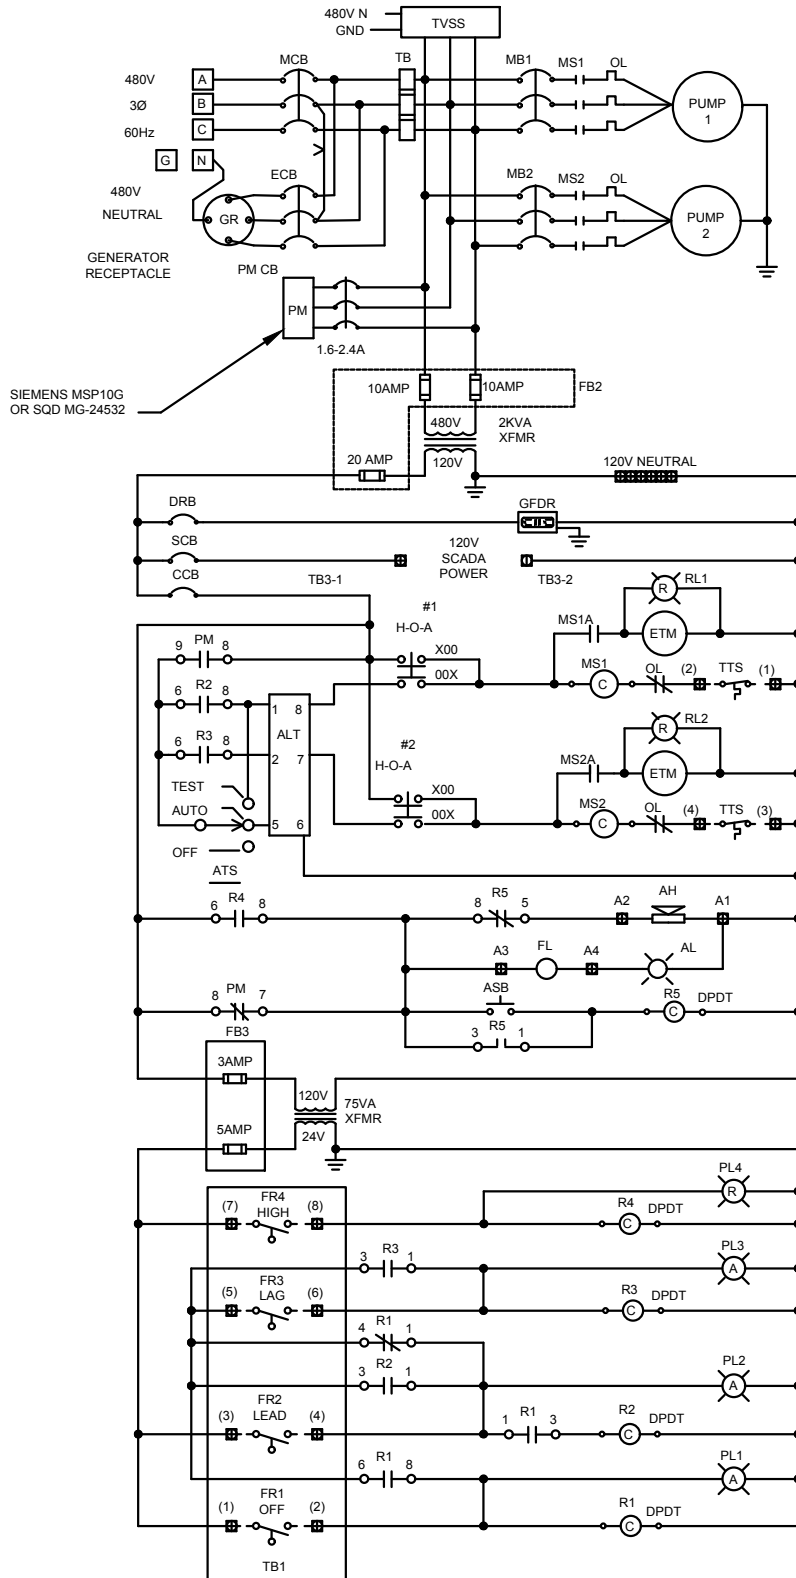 480V N
GND
TVSS
MCB
TB
MB1
MS1
OL
480V
A
3Ø
B
60Hz
C
PUMP
1
G
N
480V
NEUTRAL
ECB
GR
MB2
MS2
OL
PUMP
2
GENERATOR
RECEPTACLE
PM CB
PM
1.6-2.4A
SIEMENS MSP10G
OR SQD MG-24532
10AMP
10AMP
FB2
480V
2KVA
XFMR
20 AMP
120V
120V NEUTRAL
DRB
GFDR
SCB
120V
SCADA
POWER
CCB
TB3-1
TB3-2
#1
H-O-A
RL1
R
MS1A
ETM
9
PM
8
X00
00X
MS1
C
OL
(2)
TTS
(1)
6
R2
8
1
8
ALT
6
R3
8
2
7
#2
H-O-A
RL2
R
MS2A
ETM
TEST
AUTO
OFF
5
6
X00
00X
MS2
C
OL
(4)
TTS
(3)
ATS
6
R4
8
8
R5
5
A2
AH
A1
A3
FL
A4
AL
8
PM
7
ASB
R5
C
DPDT
3
R5
1
FB3
3AMP
120V
75VA
XFMR
5AMP
24V
PL4
R
(7)
FR4
HIGH
(8)
R4
C
DPDT
3
R3
1
PL3
A
(5)
FR3
LAG
(6)
R3
C
DPDT
4
R1
1
3
R2
1
PL2
A
(3)
FR2
LEAD
(4)
1
R1
3
R2
C
DPDT
6
R1
8
PL1
A
(1)
FR1
OFF
(2)
R1
C
DPDT
TB1